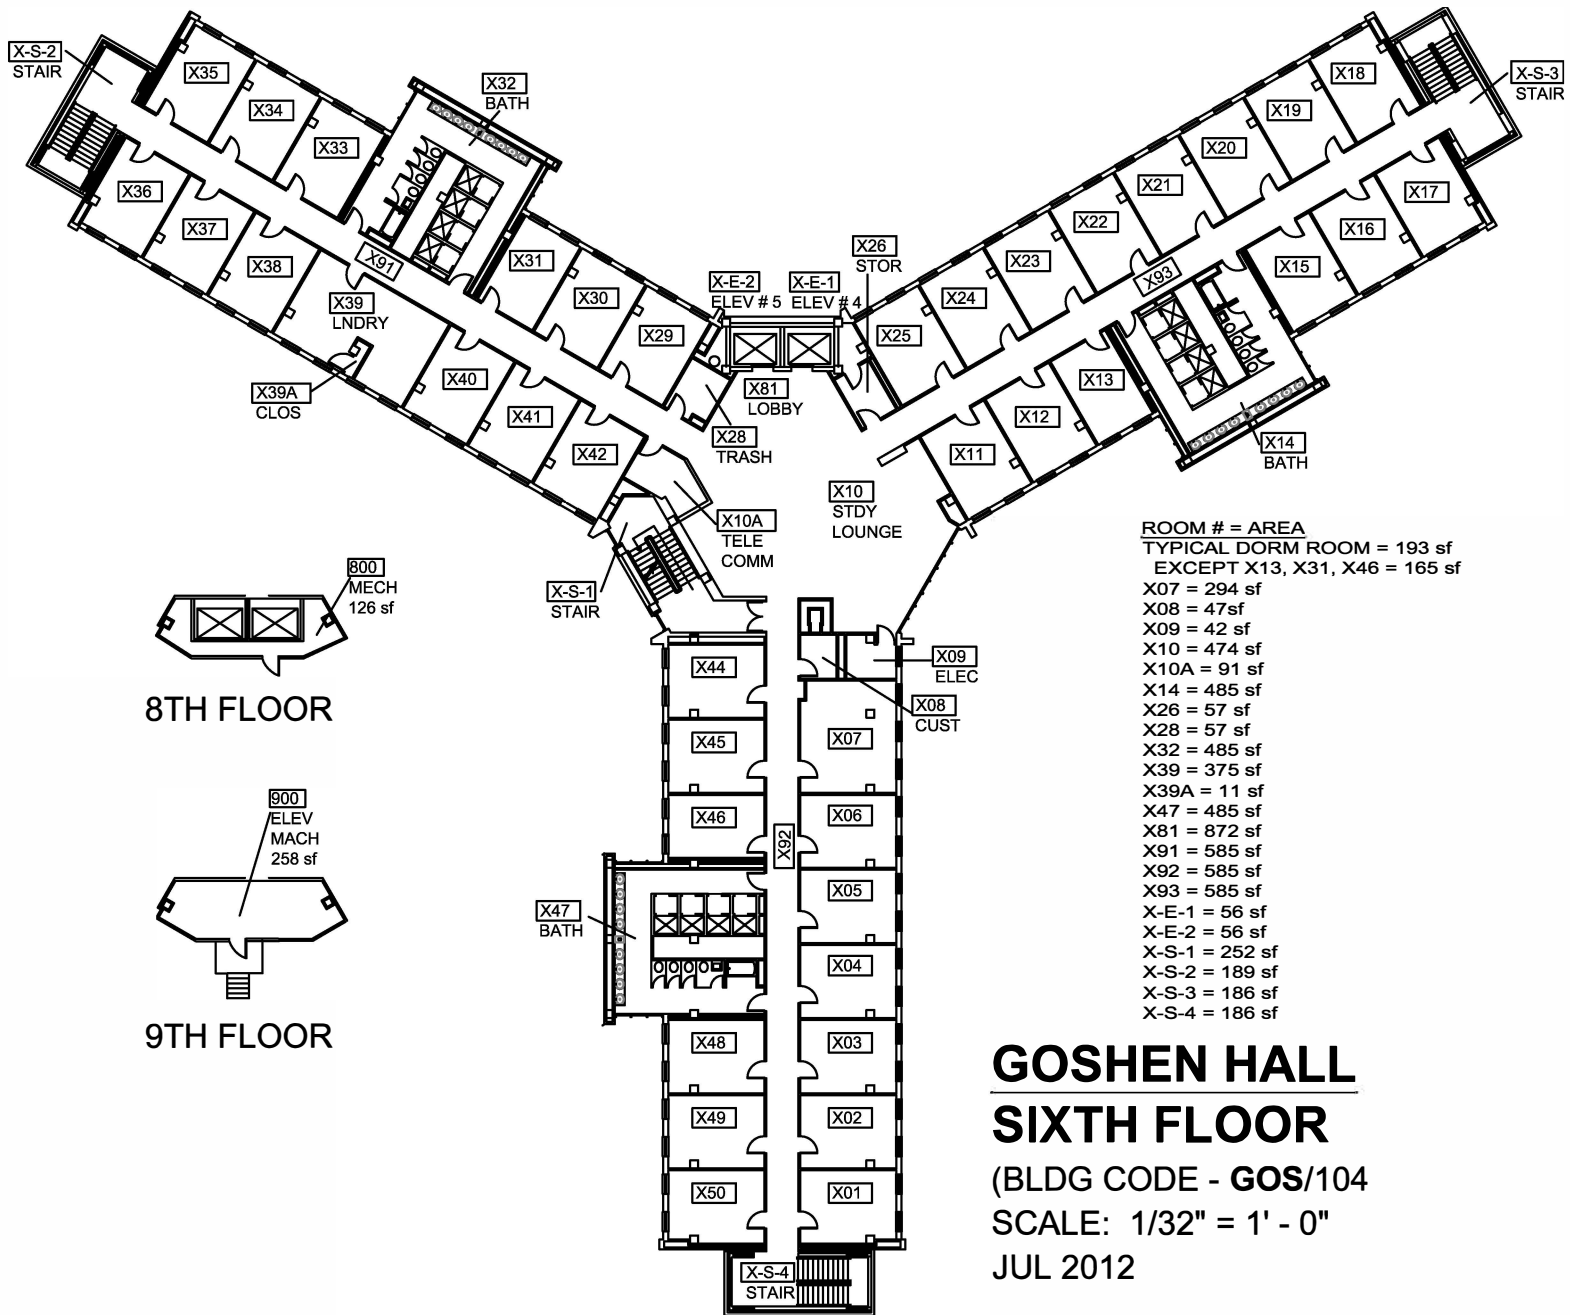 X-S-2
STAIR
X35
X34
X33
X32
BATH
X36
X37
X38
X91
X39
LNDRY
X39A
CLOS
X31
X30
X29
X40
X41
X42
X-E-2
ELEV # 5
X-E-1
ELEV # 4
X81
LOBBY
X28
TRASH
X26
STOR
X25
X24
X23
X22
X21
X20
X19
X18
X-S-3
STAIR
X17
X16
X15
X93
X14
BATH
X13
X12
X11
X10
STDY
LOUNGE
X10A
TELE
COMM
X-S-1
STAIR
X09
ELEC
X08
CUST
X44
X45
X46
X07
X06
X92
X05
X47
BATH
X04
X48
X03
X49
X02
X50
X01
X-S-4
STAIR
800
MECH
126 sf
8TH FLOOR
900
ELEV
MACH
258 sf
9TH FLOOR
ROOM # = AREA
TYPICAL DORM ROOM = 193 sf
EXCEPT X13, X31, X46 = 165 sf
X07 = 294 sf
X08 = 47sf
X09 = 42 sf
X10 = 474 sf
X10A = 91 sf
X14 = 485 sf
X26 = 57 sf
X28 = 57 sf
X32 = 485 sf
X39 = 375 sf
X39A = 11 sf
X47 = 485 sf
X81 = 872 sf
X91 = 585 sf
X92 = 585 sf
X93 = 585 sf
X-E-1 = 56 sf
X-E-2 = 56 sf
X-S-1 = 252 sf
X-S-2 = 189 sf
X-S-3 = 186 sf
X-S-4 = 186 sf
GOSHEN HALL
SIXTH FLOOR
(BLDG CODE - GOS/104
SCALE: 1/32" = 1' - 0"
JUL 2012